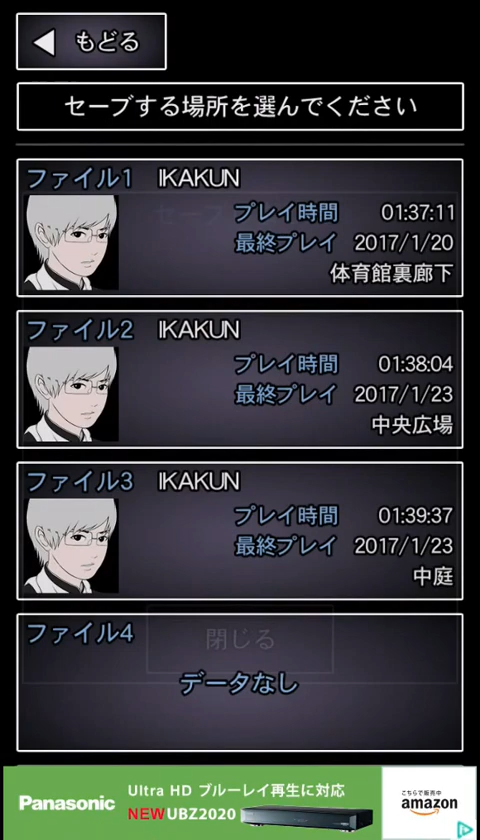 もどる
セーブする場所を選んでください
ファイル1 IKAKUN
プレイ時間 01:37:11
最終プレイ 2017/1/20
体育館裏廊下
ファイル2 IKAKUN
プレイ時間 01:38:04
最終プレイ 2017/1/23
中央広場
ファイル3 IKAKUN
プレイ時間 01:39:37
最終プレイ 2017/1/23
中庭
ファイル4
閉じる
データなし
Panasonic
Ultra HD ブルーレイ再生に対応
NEW UBZ2020
こちらで販売中
amazon